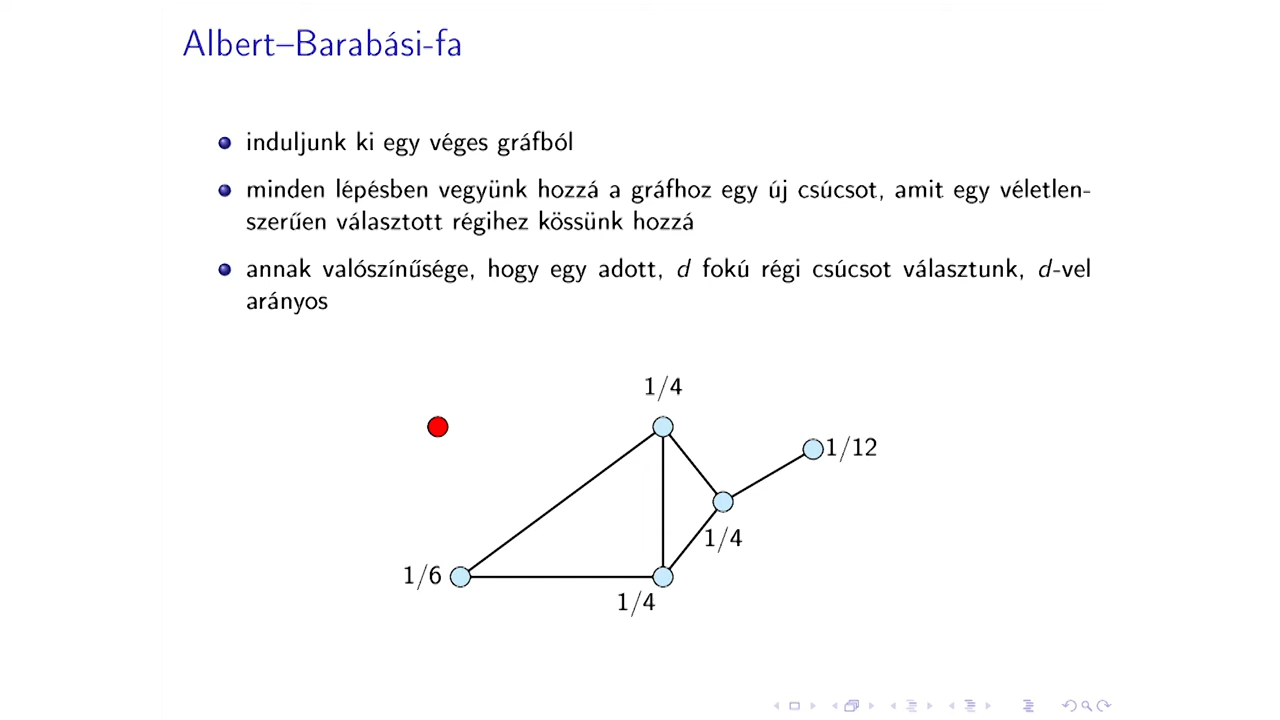 Albert–Barabási-fa
induljunk ki egy véges gráfból
minden lépésben vegyünk hozzá a gráfhoz egy új csúcsot, amit egy véletlen-
szerűen választott régihez kössünk hozzá
annak valószínűsége, hogy egy adott, d fokú régi csúcsot választunk, d-vel
arányos
1/4
1/12
1/4
1/6
1/4